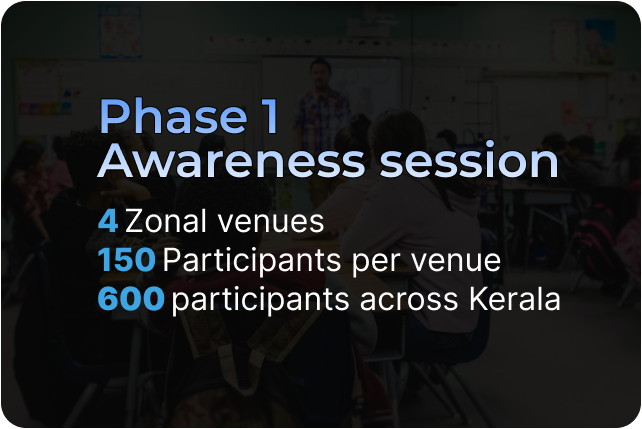 Phase 1
Awareness session
4 Zonal venues
150 Participants per venue
600 participants across Kerala